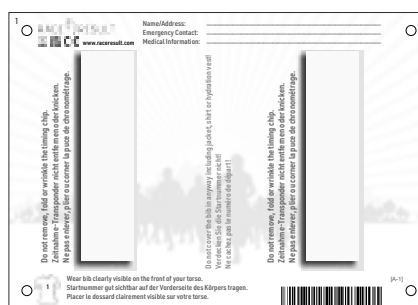 1
RACE RESULT
www.raceresult.com
Name/Address:
Emergency Contact:
Medical Information:
Do not remove, fold or wrinkle the timing chip.
Zeitnahme-Transponder nicht entfernen oder knicken.
Ne pas enlever, plier ou corner la puce de chronométrage.
Do not cover the bib in anyway including jacket, shirt or hydration vest!
Verdecken Sie die Startnummer nicht!
Ne cachez pas le numéro de départ!
Do not remove, fold or wrinkle the timing chip.
Zeitnahme-Transponder nicht entfernen oder knicken.
Ne pas enlever, plier ou corner la puce de chronométrage.
1
Wear bib clearly visible on the front of your torso.
Startnummer gut sichtbar auf der Vorderseite des Körpers tragen.
Placer le dossard clairement visible sur votre torse.
[A-1]